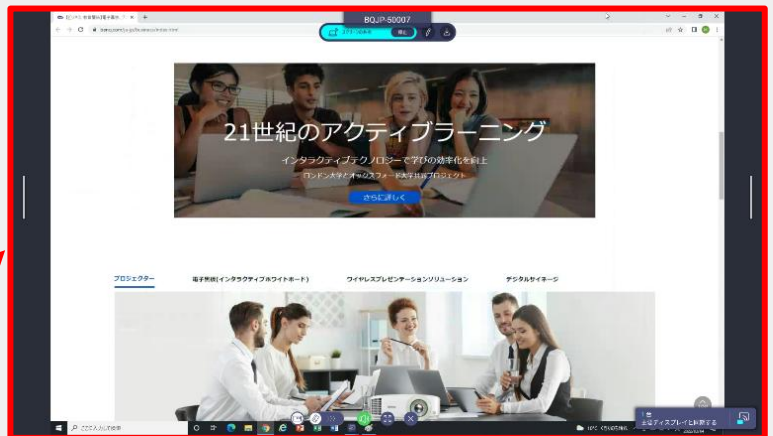 BQJP-50007
21世紀のアクティブラーニング
インタラクティブテクノロジーで学びの効率化を向上
ロンドン大学とオックスフォード大学共同プロジェクト
さらに詳しく
プロジェクター
電子黒板(インタラクティブホワイトボード)
ワイヤレスプレゼンテーションソリューション
デジタルサイネージ
ここに入力して検索